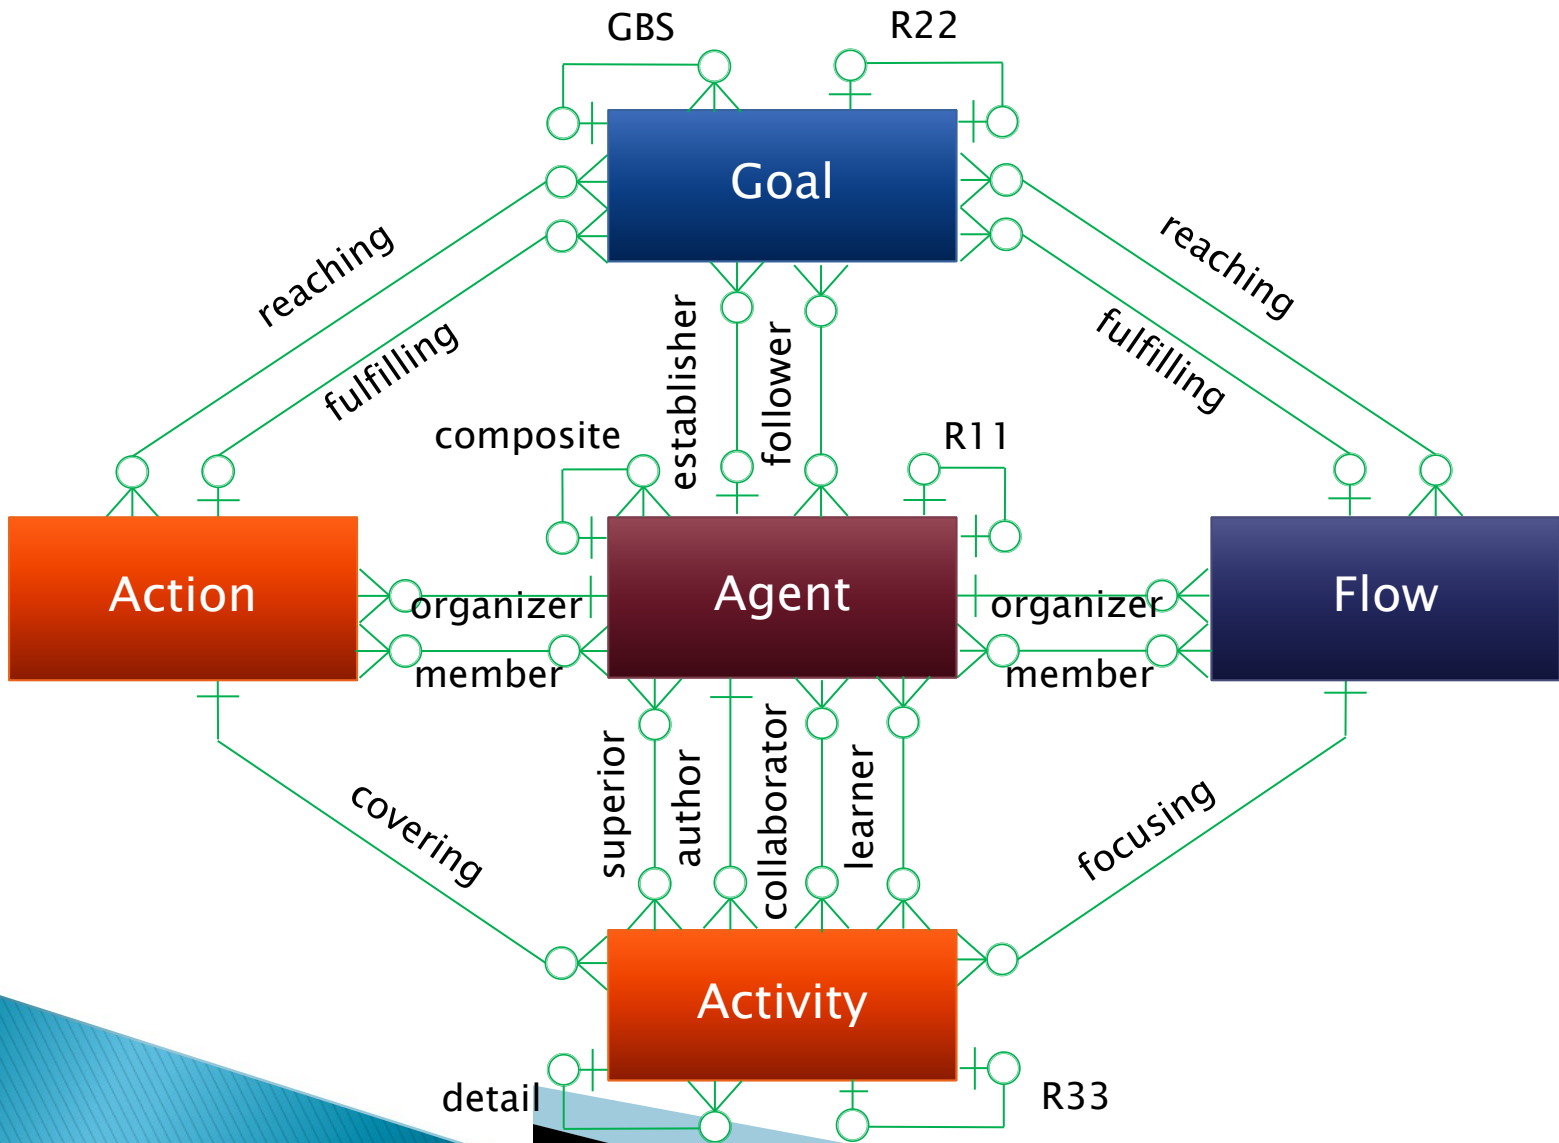 GBS
R22
Goal
reaching
reaching
fulfilling
fulfilling
establisher
follower
composite
R11
Action
Agent
Flow
organizer
organizer
member
member
superior
author
collaborator
learner
covering
focusing
Activity
detail
R33